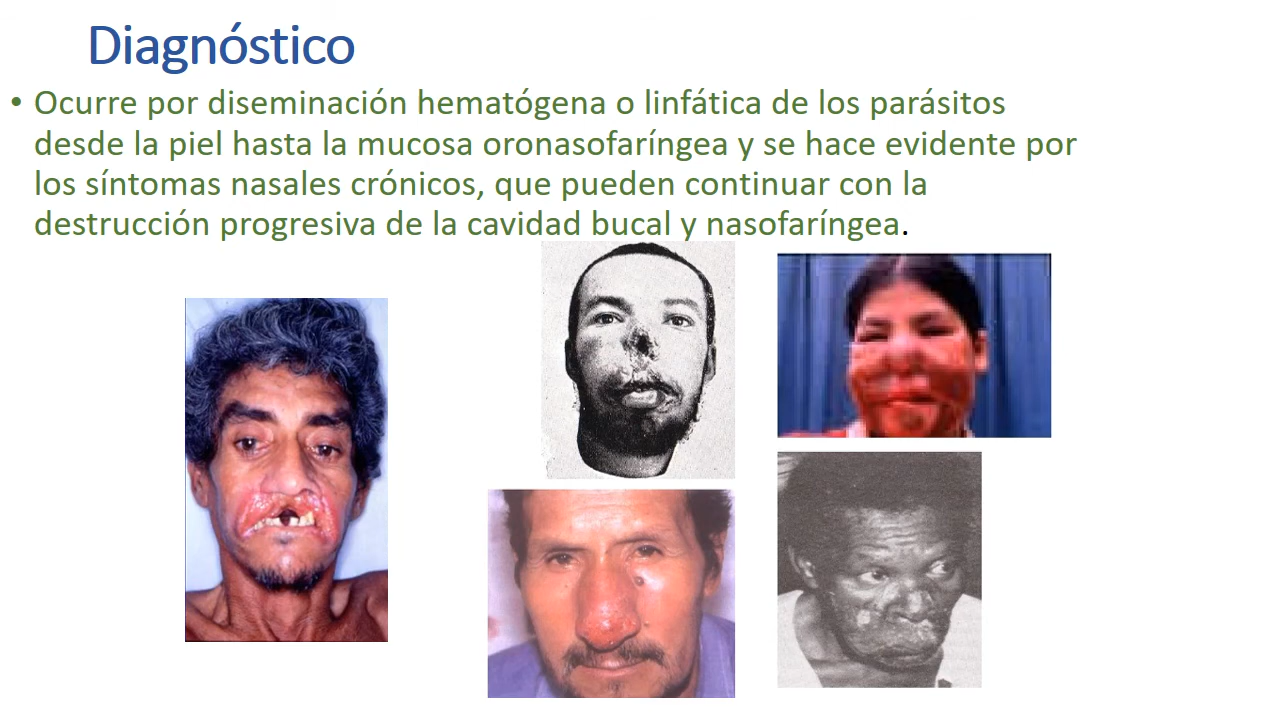 Diagnóstico
• Ocurre por diseminación hematógena o linfática de los parásitos
desde la piel hasta la mucosa oronasofaríngea y se hace evidente por
los síntomas nasales crónicos, que pueden continuar con la
destrucción progresiva de la cavidad bucal y nasofaríngea.